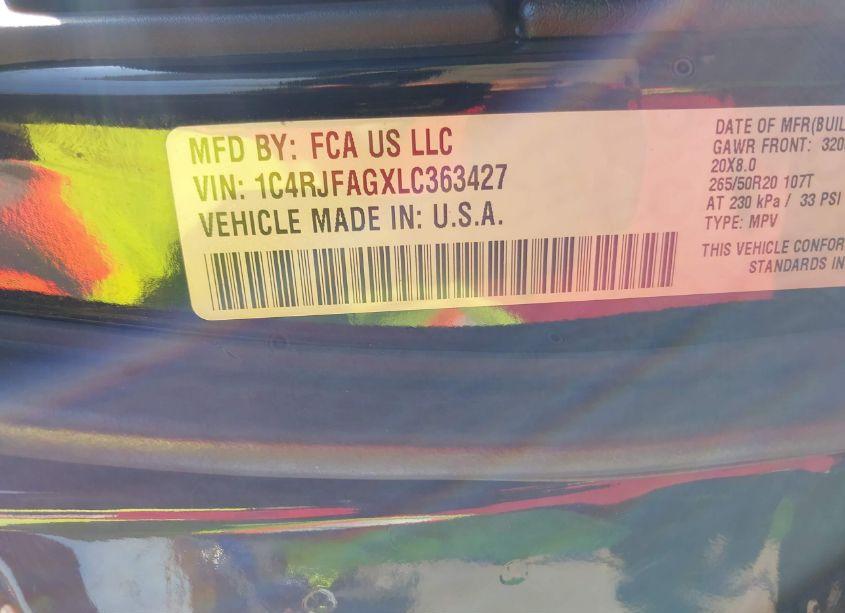 MFD BY: FCA US LLC
VIN: 1C4RJFAGXLC363427
VEHICLE MADE IN: U.S.A.
DATE OF MFR(BUIL
GAWR FRONT: 320
20X8.0
265/50R20 107T
AT 230 kPa / 33 PSI
TYPE: MPV
THIS VEHICLE CONFOR
STANDARDS IN